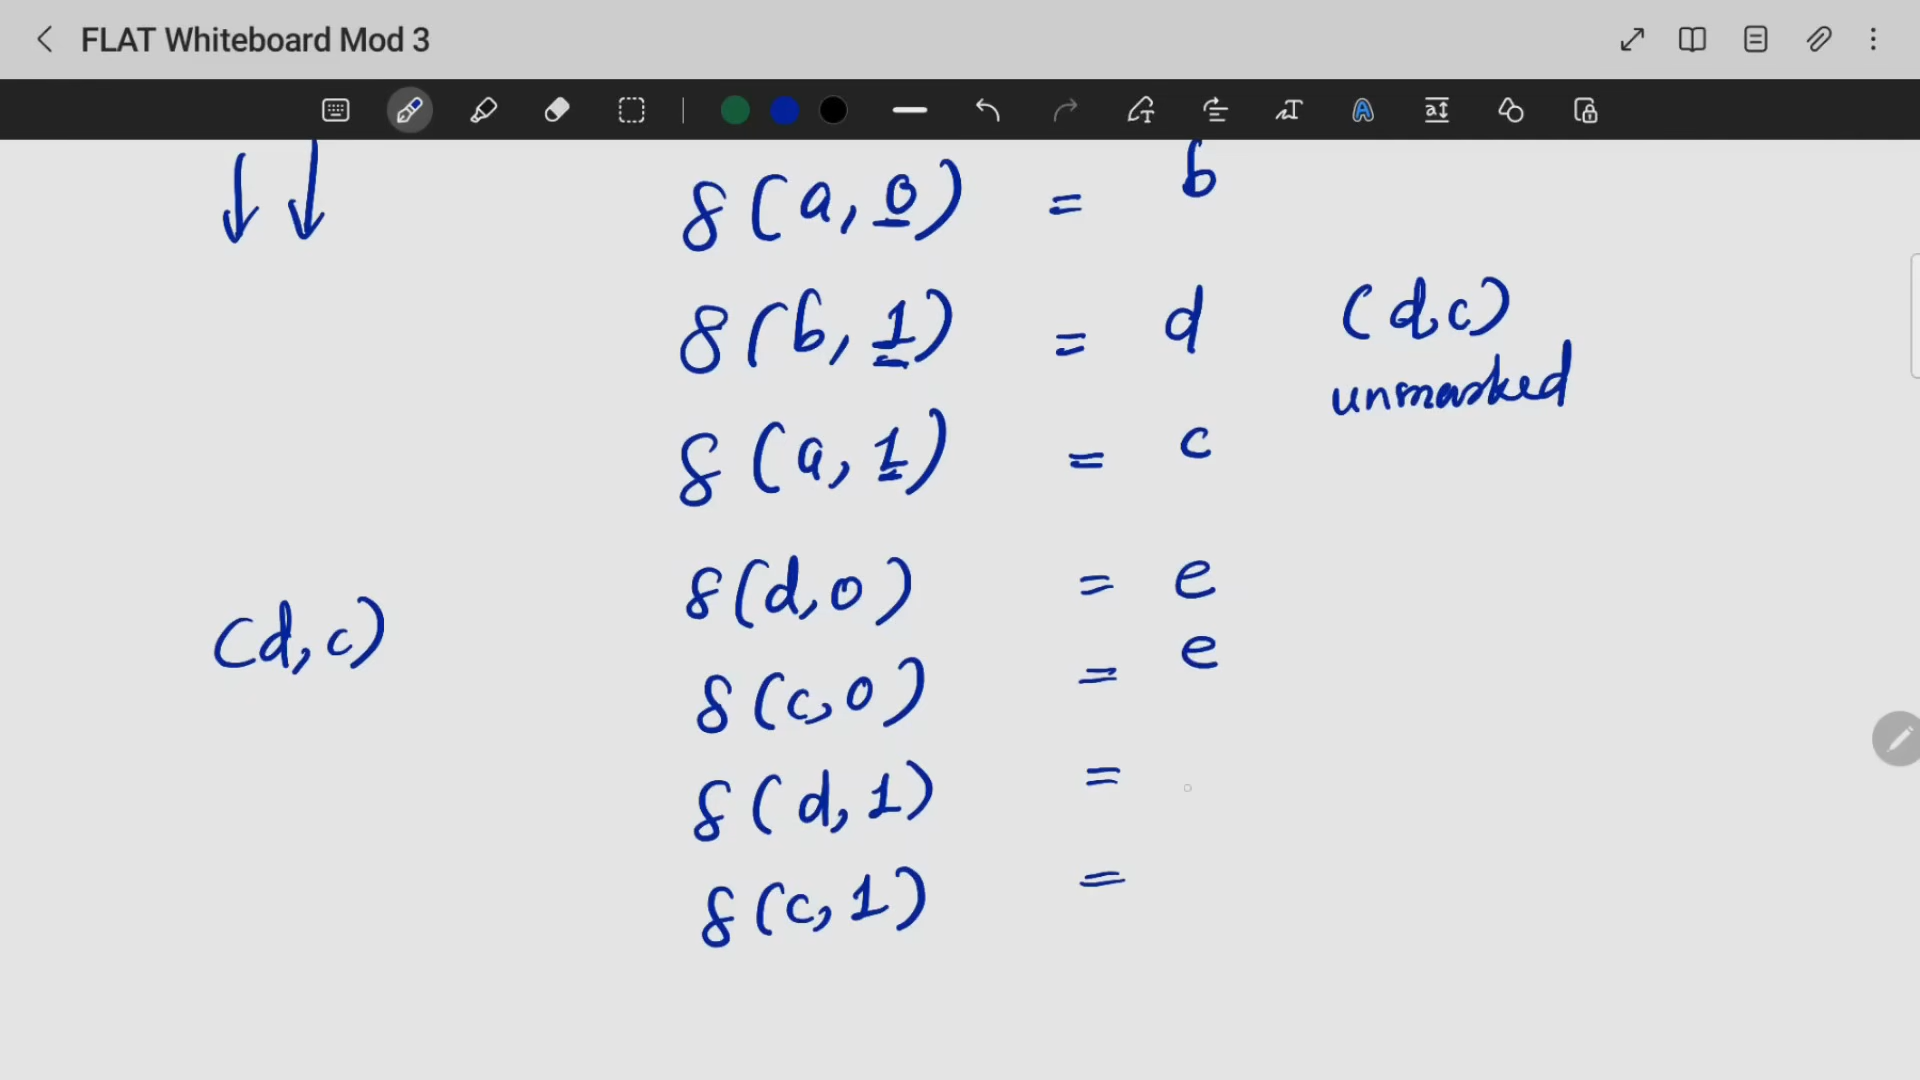 FLAT Whiteboard Mod 3
δ(a, 0) = b
δ(b, 1) = d (d,c)
unmarked
δ(a, 1) = c
δ(d,0) = e
(d,c)
δ(c,0) = e
δ(d,1) =
δ(c,1) =